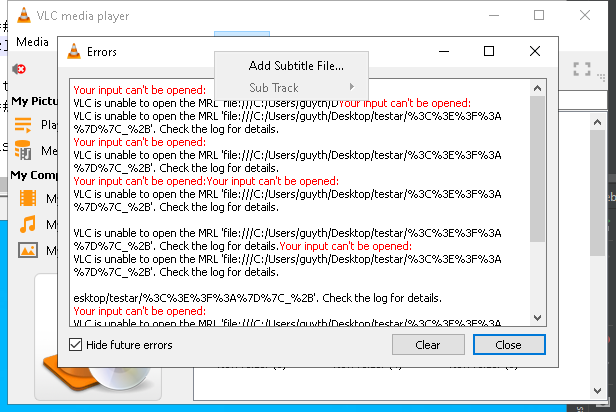 VLC media player
Media
Errors
Add Subtitle File...
Sub Track
Your input can't be opened:
VLC is unable to open the MRL 'file:///C:/Users/guyth/DYour input can't be opened:
VLC is unable to open the MRL 'file:///C:/Users/guyth/Desktop/testar/%3C%3E%3F%3A
%7D%7C_%2B'. Check the log for details.
Your input can't be opened:
VLC is unable to open the MRL 'file:///C:/Users/guyth/Desktop/testar/%3C%3E%3F%3A
%7D%7C_%2B'. Check the log for details.
Your input can't be opened:Your input can't be opened:
VLC is unable to open the MRL 'file:///C:/Users/guyth/Desktop/testar/%3C%3E%3F%3A
%7D%7C_%2B'. Check the log for details.
VLC is unable to open the MRL 'file:///C:/Users/guyth/Desktop/testar/%3C%3E%3F%3A
%7D%7C_%2B'. Check the log for details.Your input can't be opened:
VLC is unable to open the MRL 'file:///C:/Users/guyth/Desktop/testar/%3C%3E%3F%3A
%7D%7C_%2B'. Check the log for details.
esktop/testar/%3C%3E%3F%3A%7D%7C_%2B'. Check the log for details.
Your input can't be opened:
VLC is unable to open the MRL 'file:///C:/Users/guyth/Desktop/testar/%3C%3E%3F%3A
Hide future errors
Clear
Close
My Pictu
Play
Me
My Comp
My
My
My